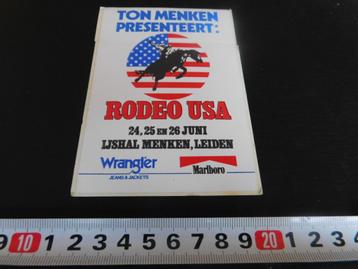 TON MENKEN
PRESENTEERT:
RODEO USA
24, 25 EN 26 JUNI
IJSHAL MENKEN, LEIDEN
Wrangler
JEANS & JACKETS
Marlboro
9 10 1 2 3 4 5 6 7 8 9 20 1 2 3 4